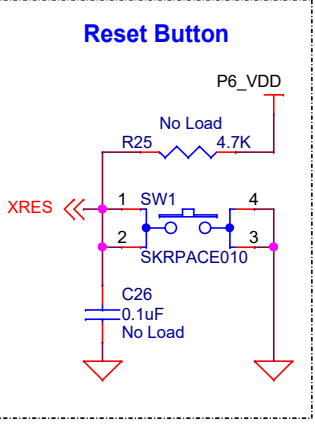 Reset Button
P6_VDD
No Load
R25 4.7K
XRES
1 SW1 4
2 3
SKRPACE010
C26
0.1uF
No Load